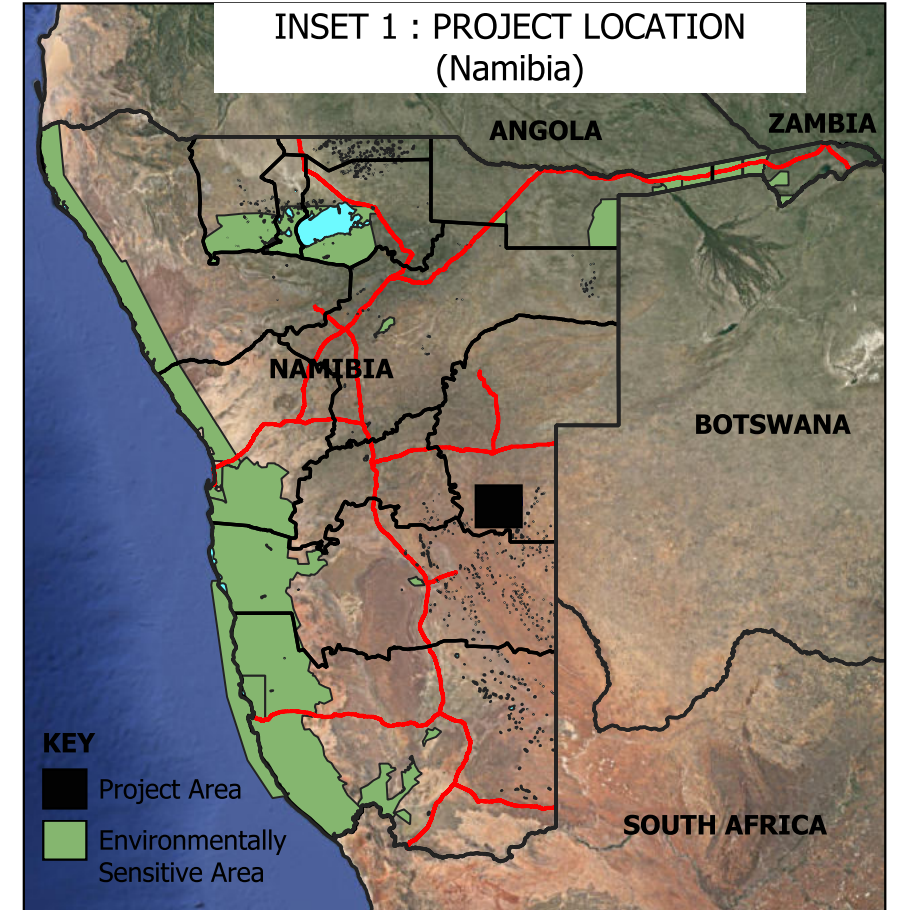 INSET 1 : PROJECT LOCATION
(Namibia)
ANGOLA
ZAMBIA
NAMIBIA
BOTSWANA
SOUTH AFRICA
KEY
Project Area
Environmentally
Sensitive Area